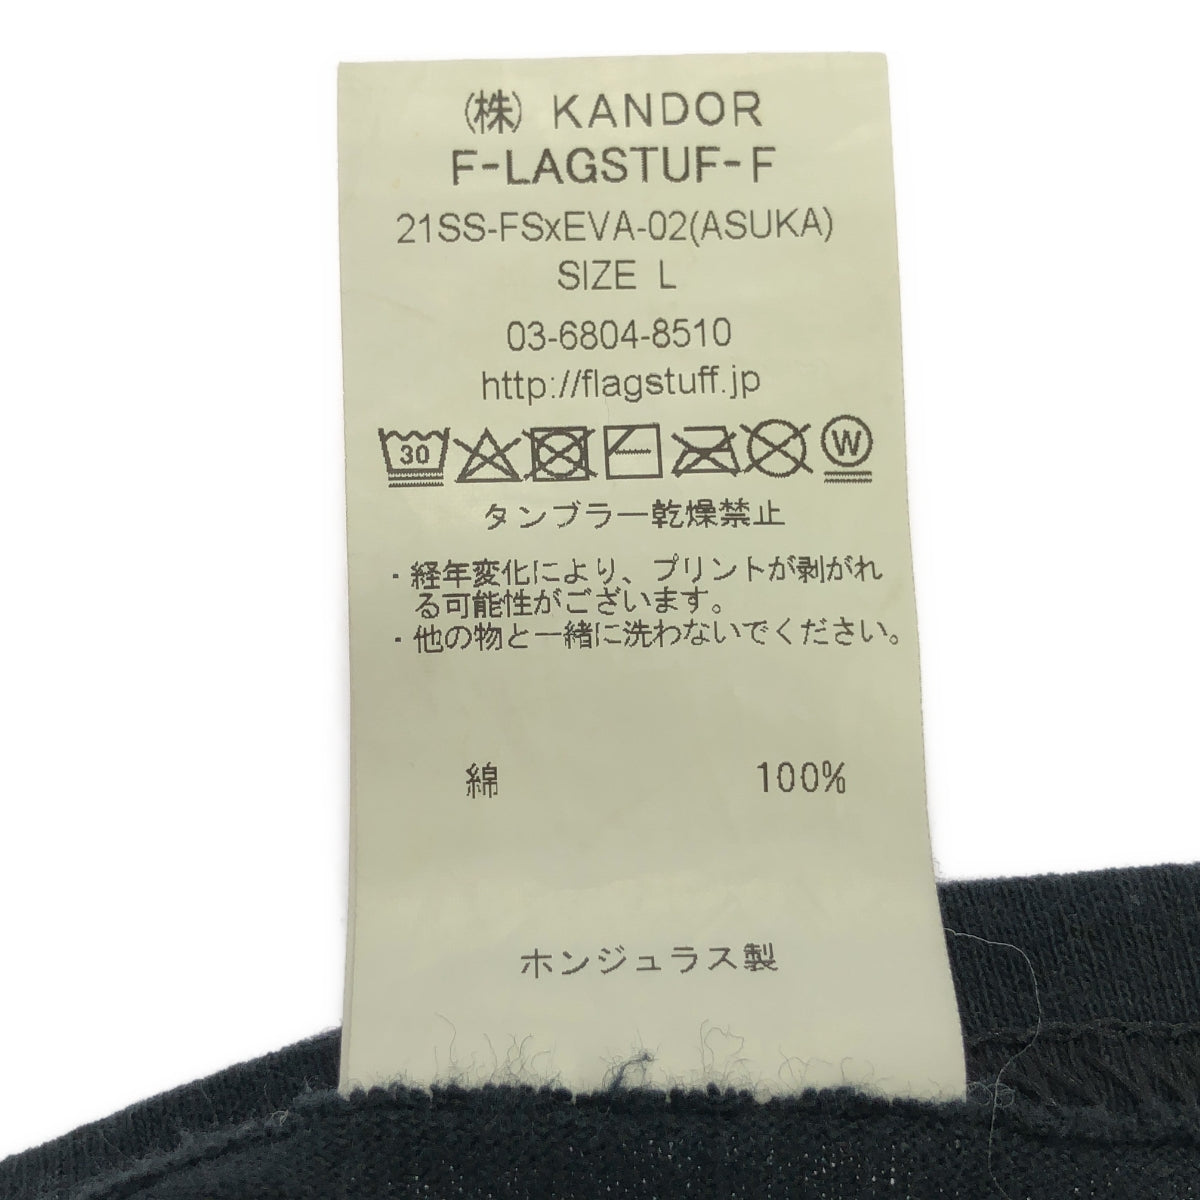 (株) KANDOR
F-LAGSTUF-F
21SS-FSxEVA-02(ASUKA)
SIZE L
03-6804-8510
http://flagstuff.jp
30 W
タンブラー乾燥禁止
・経年変化により、プリントが剥がれ
る可能性がございます。
・他の物と一緒に洗わないでください。
綿 100%
ホンジュラス製